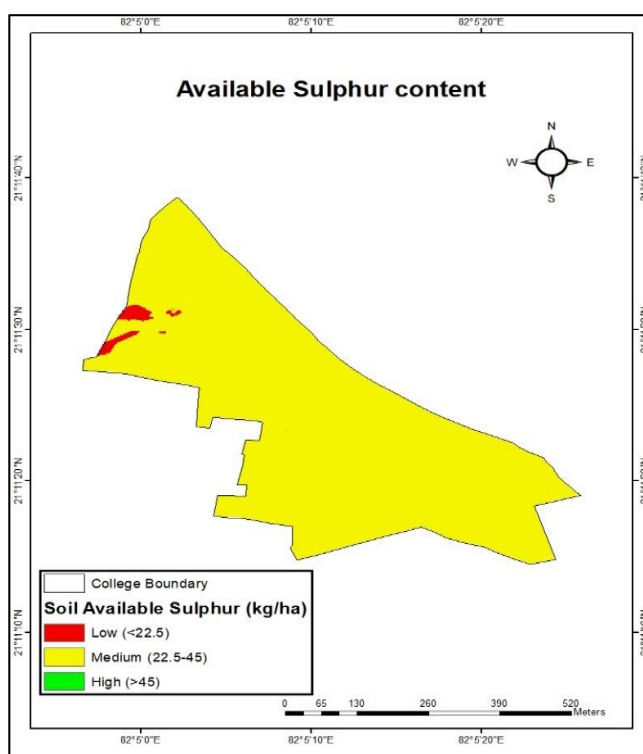 82°5'0"E 82°5'10"E 82°5'20"E
Available Sulphur content
N
W E
S
21°11'40"N
21°11'30"N
21°11'20"N
21°11'10"N
College Boundary
Soil Available Sulphur (kg/ha)
Low (<22.5)
Medium (22.5-45)
High (>45)
0 65 130 260 390 520
Meters
82°5'0"E 82°5'10"E 82°5'20"E